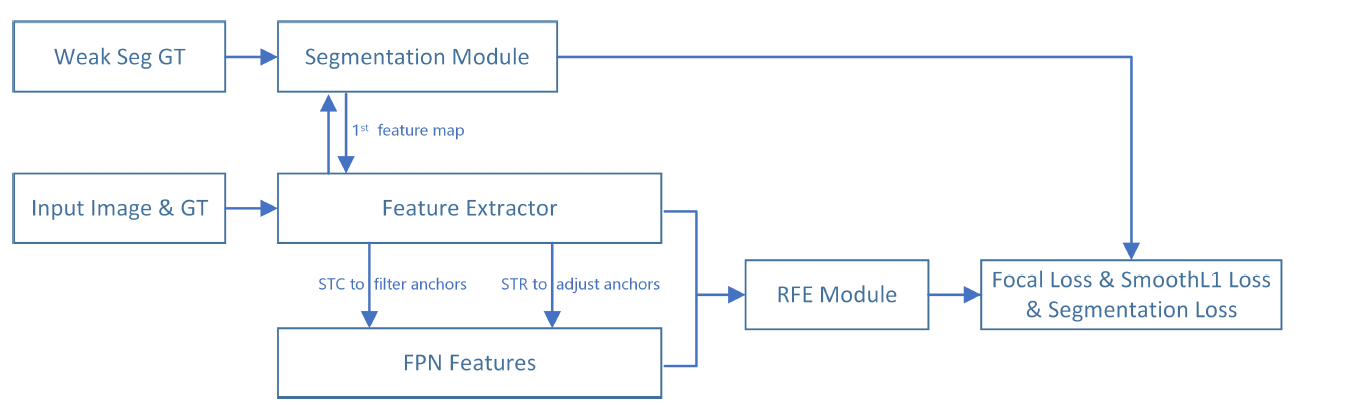 Weak Seg GT
Segmentation Module
1st feature map
Input Image & GT
Feature Extractor
STC to filter anchors
STR to adjust anchors
RFE Module
Focal Loss & SmoothL1 Loss
& Segmentation Loss
FPN Features